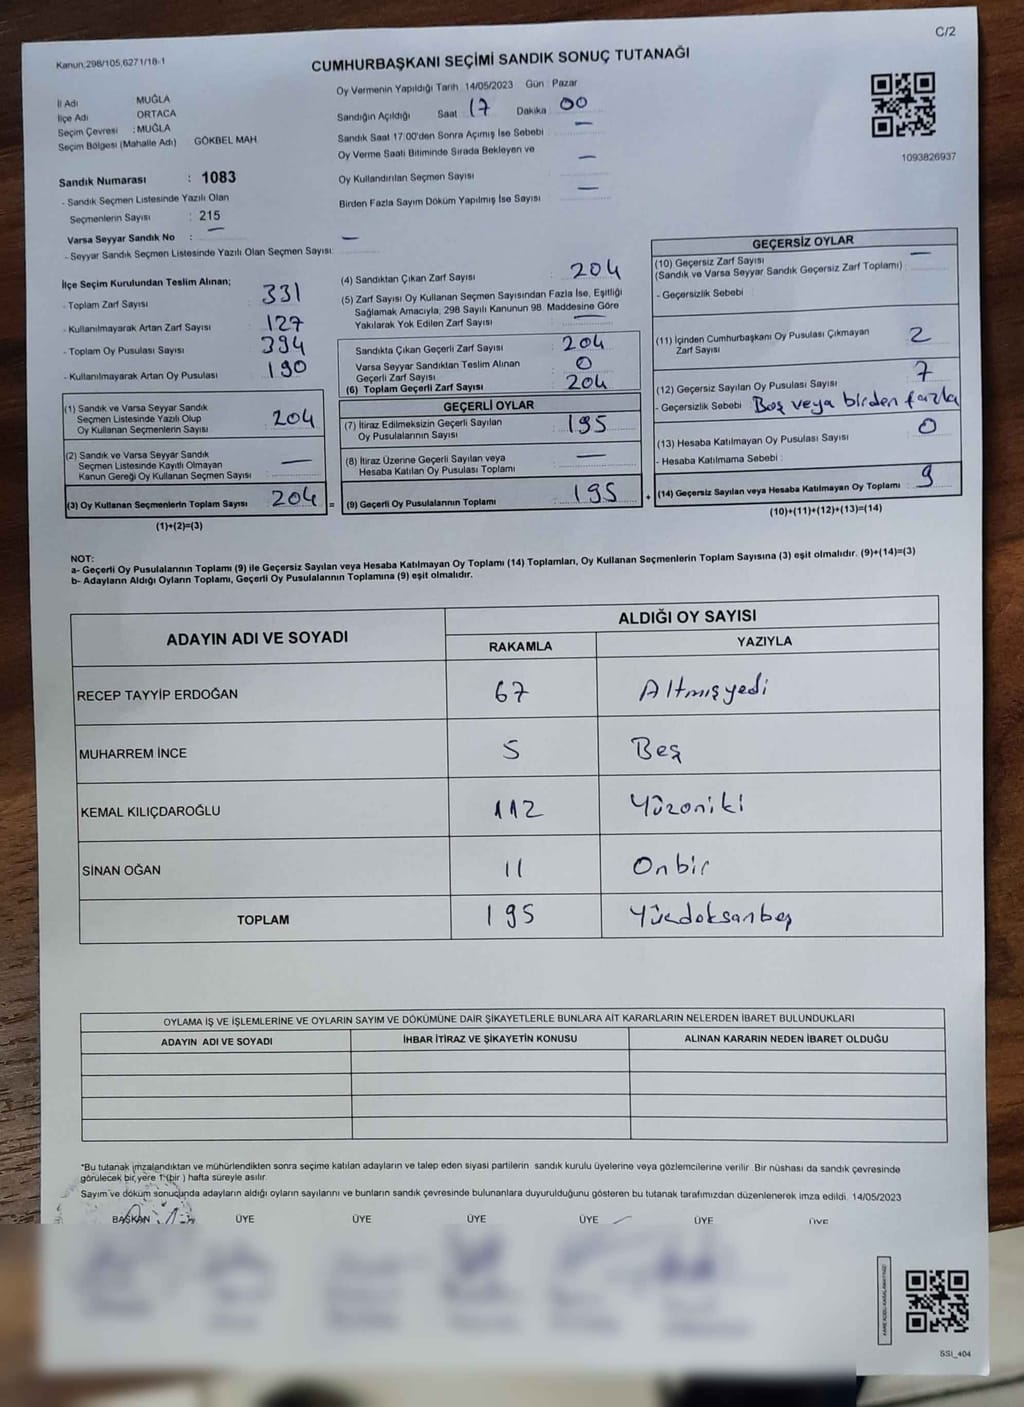 C/2
Kanun,298/105,6271/18-1
CUMHURBAŞKANI SEÇİMİ SANDIK SONUÇ TUTANAĞI
İl Adı MUĞLA
İlçe Adı ORTACA
Seçim Çevresi : MUĞLA
Seçim Bölgesi (Mahalle Adı) GÖKBEL MAH
Sandık Numarası : 1083
- Sandık Seçmen Listesinde Yazılı Olan
Seçmenlerin Sayısı : 215
Varsa Seyyar Sandık No : —
- Seyyar Sandık Seçmen Listesinde Yazılı Olan Seçmen Sayısı: —
Oy Vermenin Yapıldığı Tarih 14/05/2023 Gün : Pazar
Sandığın Açıldığı Saat 17 Dakika 00
Sandık Saat 17:00'den Sonra Açımış İse Sebebi —
Oy Verme Saati Bitiminde Sırada Bekleyen ve
Oy Kullandırılan Seçmen Sayısı —
Birden Fazla Sayım Döküm Yapılmış İse Sayısı —
1093826937
İlçe Seçim Kurulundan Teslim Alınan;
- Toplam Zarf Sayısı 331
- Kullanılmayarak Artan Zarf Sayısı 127
- Toplam Oy Pusulası Sayısı 394
- Kullanılmayarak Artan Oy Pusulası 190
(1) Sandık ve Varsa Seyyar Sandık
Seçmen Listesinde Yazılı Olup
Oy Kullanan Seçmenlerin Sayısı 204
(2) Sandık ve Varsa Seyyar Sandık
Seçmen Listesinde Kayıtlı Olmayan
Kanun Gereği Oy Kullanan Seçmen Sayısı —
(3) Oy Kullanan Seçmenlerin Toplam Sayısı 204 =
(1)+(2)=(3)
(4) Sandıktan Çıkan Zarf Sayısı 204
(5) Zarf Sayısı Oy Kullanan Seçmen Sayısından Fazla İse, Eşitliği
Sağlamak Amacıyla, 298 Sayılı Kanunun 98. Maddesine Göre
Yakılarak Yok Edilen Zarf Sayısı —
Sandıkta Çıkan Geçerli Zarf Sayısı 204
Varsa Seyyar Sandıktan Teslim Alınan
Geçerli Zarf Sayısı 0
(6) Toplam Geçerli Zarf Sayısı 204
GEÇERLİ OYLAR
(7) İtiraz Edilmeksizin Geçerli Sayılan
Oy Pusulalarının Sayısı 195
(8) İtiraz Üzerine Geçerli Sayılan veya
Hesaba Katılan Oy Pusulası Toplamı —
(9) Geçerli Oy Pusulalarının Toplamı 195 +
GEÇERSİZ OYLAR
(10) Geçersiz Zarf Sayısı
(Sandık ve Varsa Seyyar Sandık Geçersiz Zarf Toplamı) : —
- Geçersizlik Sebebi :
(11) İçinden Cumhurbaşkanı Oy Pusulası Çıkmayan
Zarf Sayısı 2
(12) Geçersiz Sayılan Oy Pusulası Sayısı 7
- Geçersizlik Sebebi Boş veya birden fazla
(13) Hesaba Katılmayan Oy Pusulası Sayısı 0
- Hesaba Katılmama Sebebi :
(14) Geçersiz Sayılan veya Hesaba Katılmayan Oy Toplamı 9
(10)+(11)+(12)+(13)=(14)
NOT:
a- Geçerli Oy Pusulalarının Toplamı (9) ile Geçersiz Sayılan veya Hesaba Katılmayan Oy Toplamı (14) Toplamları, Oy Kullanan Seçmenlerin Toplam Sayısına (3) eşit olmalıdır. (9)+(14)=(3)
b- Adayların Aldığı Oyların Toplamı, Geçerli Oy Pusulalarının Toplamına (9) eşit olmalıdır.
ADAYIN ADI VE SOYADI ALDIĞI OY SAYISI
RAKAMLA YAZIYLA
RECEP TAYYİP ERDOĞAN 67 Altmışyedi
MUHARREM İNCE 5 Beş
KEMAL KILIÇDAROĞLU 112 Yüzoniki
SİNAN OĞAN 11 Onbir
TOPLAM 195 Yüzdoksanbeş
OYLAMA İŞ VE İŞLEMLERİNE VE OYLARIN SAYIM VE DÖKÜMÜNE DAİR ŞİKAYETLERLE BUNLARA AİT KARARLARIN NELERDEN İBARET BULUNDUKLARI
ADAYIN ADI VE SOYADI İHBAR İTİRAZ VE ŞİKAYETİN KONUSU ALINAN KARARIN NEDEN İBARET OLDUĞU
*Bu tutanak imzalandıktan ve mühürlendikten sonra seçime katılan adayların ve talep eden siyasi partilerin sandık kurulu üyelerine veya gözlemcilerine verilir. Bir nüshası da sandık çevresinde
görülecek bir yere 1 (bir ) hafta süreyle asılır.
Sayım ve döküm sonucunda adayların aldığı oyların sayılarını ve bunların sandık çevresinde bulunanlara duyurulduğunu gösteren bu tutanak tarafımızdan düzenlenerek imza edildi. 14/05/2023
BAŞKAN ÜYE ÜYE ÜYE ÜYE ÜYE ÜYE
SSI_404